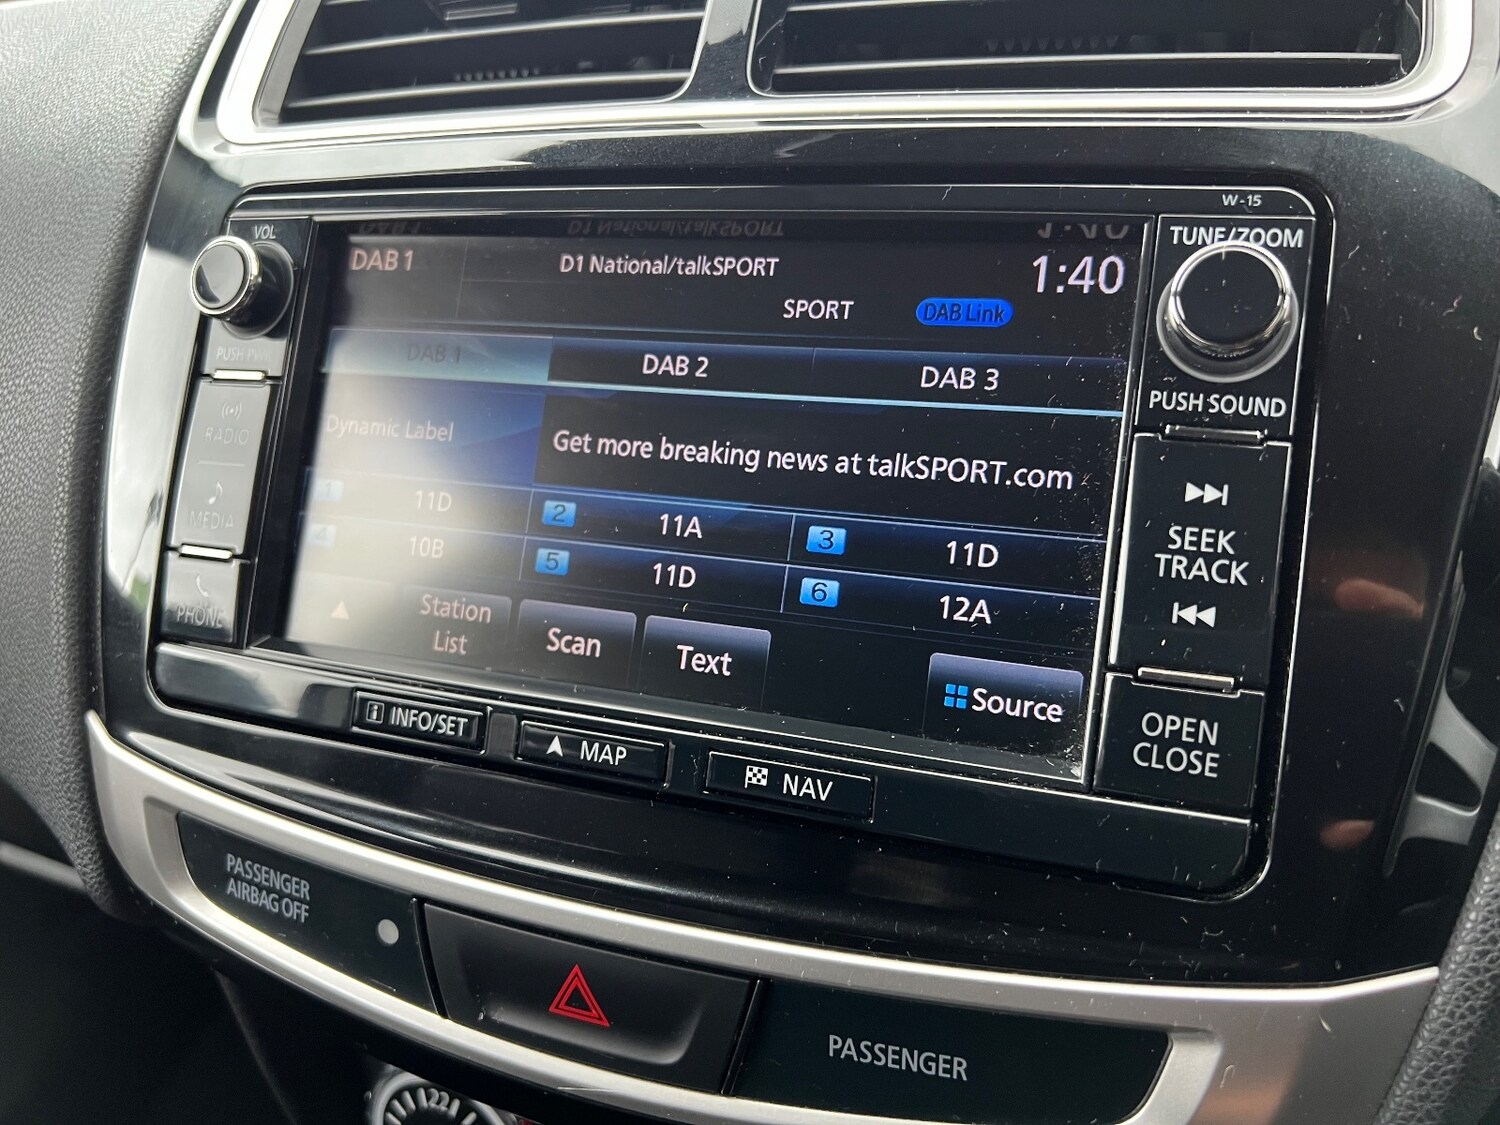 W-15
VOL
TUNE/ZOOM
DAB 1
D1 National/talkSPORT
1:40
SPORT
DAB Link
PUSH PWR
DAB 1
DAB 2
DAB 3
PUSH SOUND
RADIO
Dynamic Label
Get more breaking news at talkSPORT.com
MEDIA
1 11D
2 11A
3 11D
4 10B
5 11D
6 12A
SEEK
TRACK
PHONE
Station
List
Scan
Text
Source
OPEN
CLOSE
INFO/SET
MAP
NAV
PASSENGER
AIRBAG OFF
PASSENGER
22